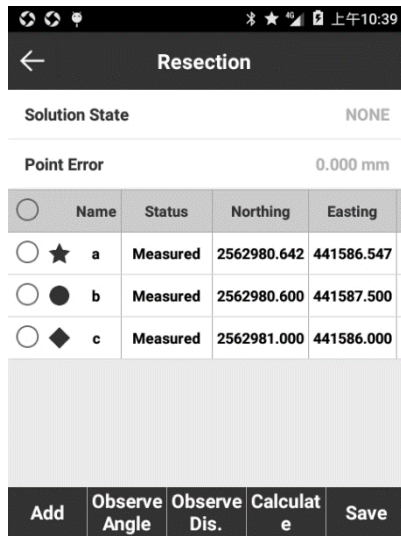 4G 上午10:39
Resection
Solution State NONE
Point Error 0.000 mm
Name Status Northing Easting
a Measured 2562980.642 441586.547
b Measured 2562980.600 441587.500
c Measured 2562981.000 441586.000
Add Observe Angle Observe Dis. Calculat e Save